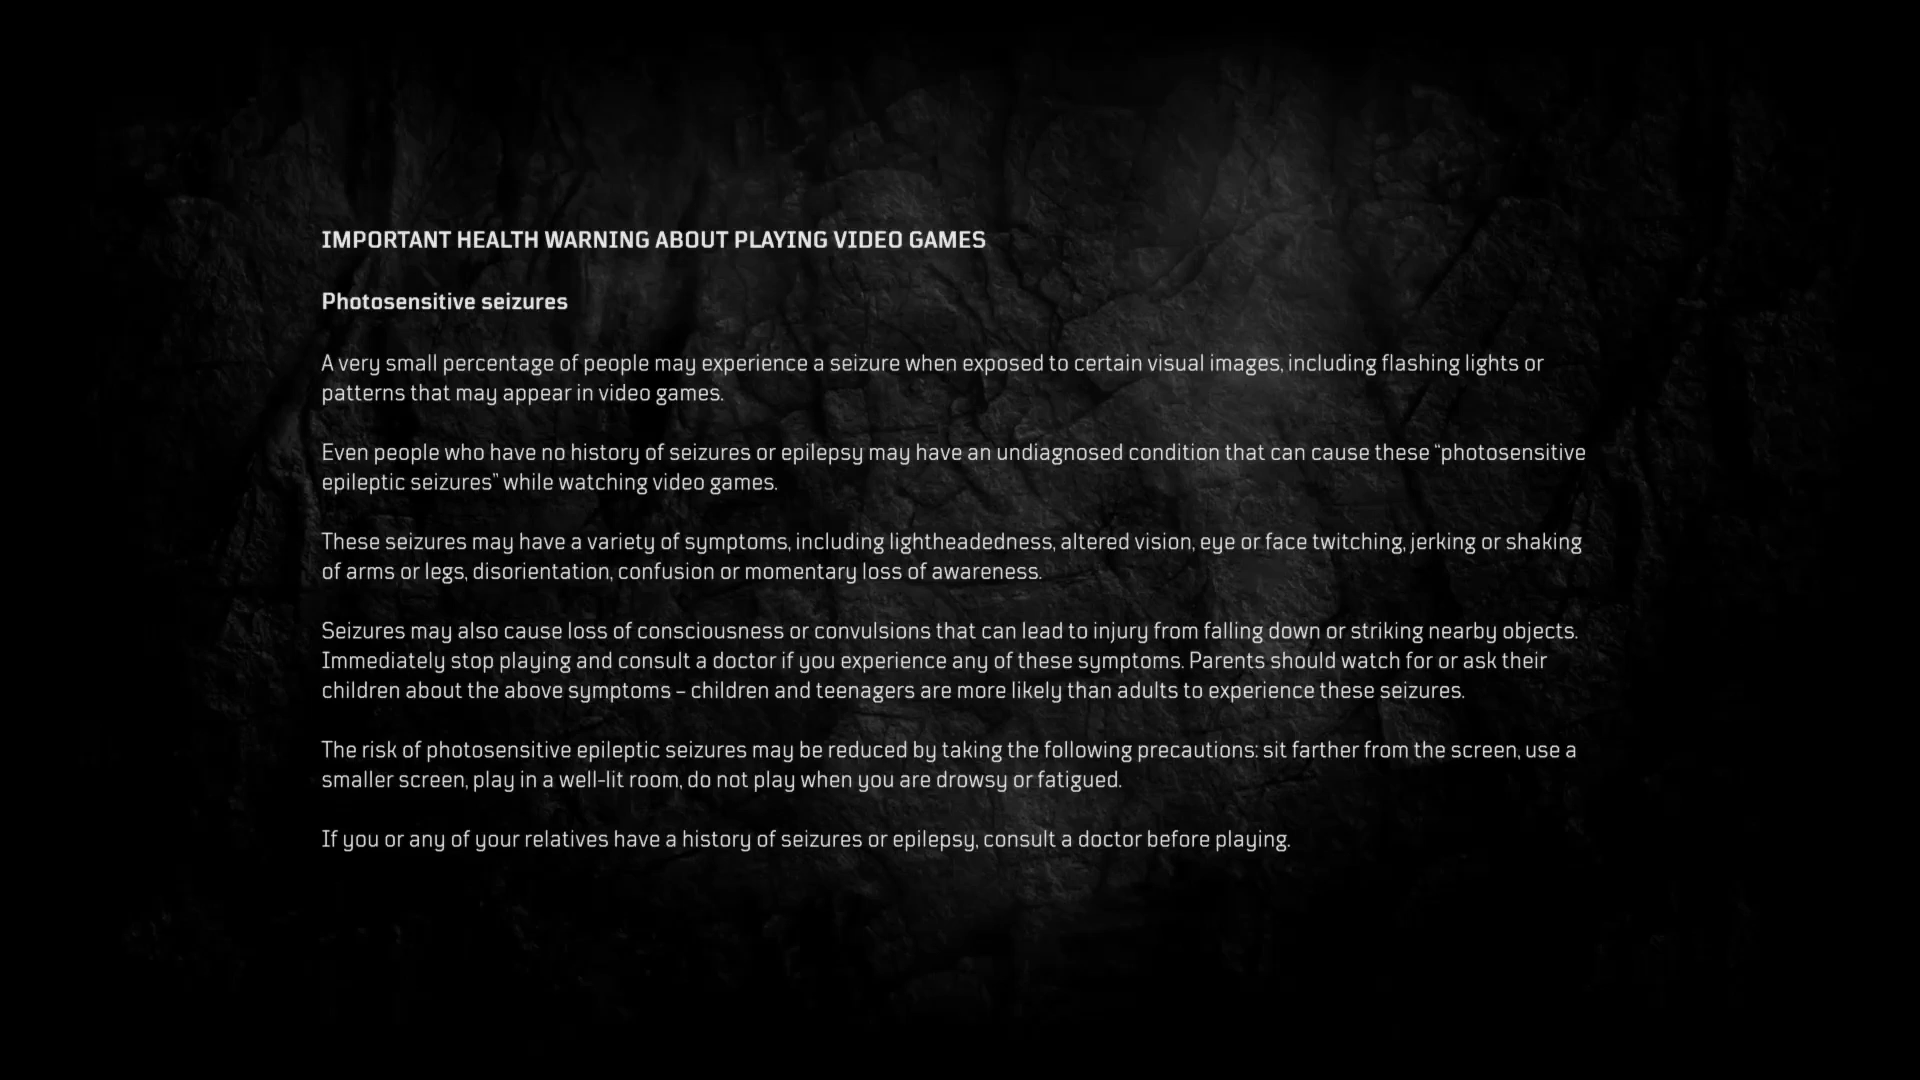 IMPORTANT HEALTH WARNING ABOUT PLAYING VIDEO GAMES
Photosensitive seizures
A very small percentage of people may experience a seizure when exposed to certain visual images, including flashing lights or
patterns that may appear in video games.
Even people who have no history of seizures or epilepsy may have an undiagnosed condition that can cause these “photosensitive
epileptic seizures” while watching video games.
These seizures may have a variety of symptoms, including lightheadedness, altered vision, eye or face twitching, jerking or shaking
of arms or legs, disorientation, confusion or momentary loss of awareness.
Seizures may also cause loss of consciousness or convulsions that can lead to injury from falling down or striking nearby objects.
Immediately stop playing and consult a doctor if you experience any of these symptoms. Parents should watch for or ask their
children about the above symptoms – children and teenagers are more likely than adults to experience these seizures.
The risk of photosensitive epileptic seizures may be reduced by taking the following precautions: sit farther from the screen, use a
smaller screen, play in a well-lit room, do not play when you are drowsy or fatigued.
If you or any of your relatives have a history of seizures or epilepsy, consult a doctor before playing.